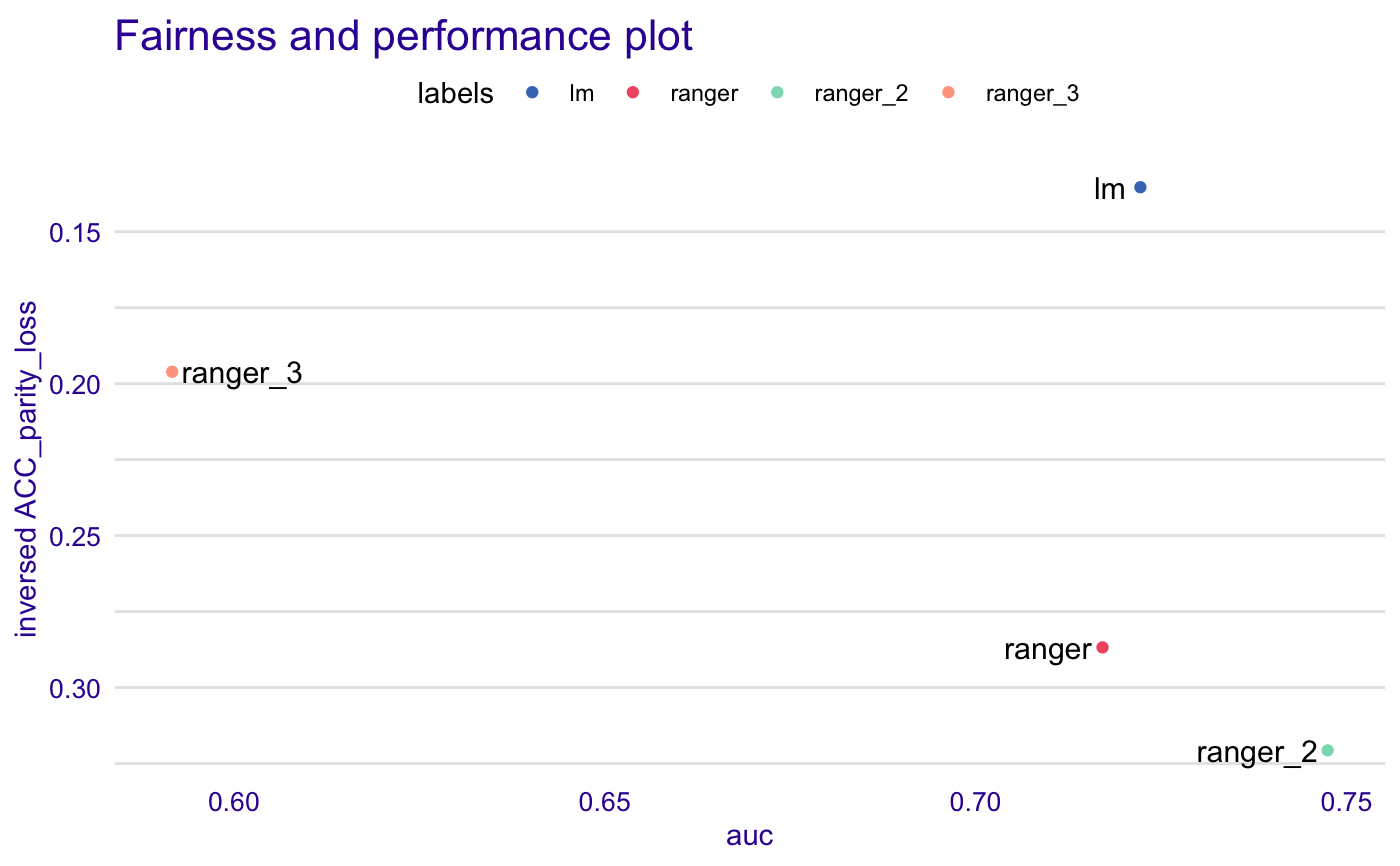 Fairness and performance plot
labels lm ranger ranger_2 ranger_3
lm
0.15
ranger_3
0.20
inversed ACC_parity_loss
0.25
ranger
0.30
ranger_2
0.60 0.65 0.70 0.75
auc